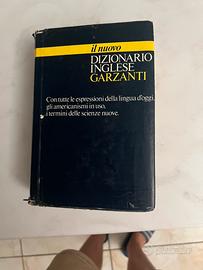 il nuovo
DIZIONARIO
INGLESE
GARZANTI
Con tutte le espressioni della lingua d'oggi,
gli americanismi in uso,
i termini delle scienze nuove.